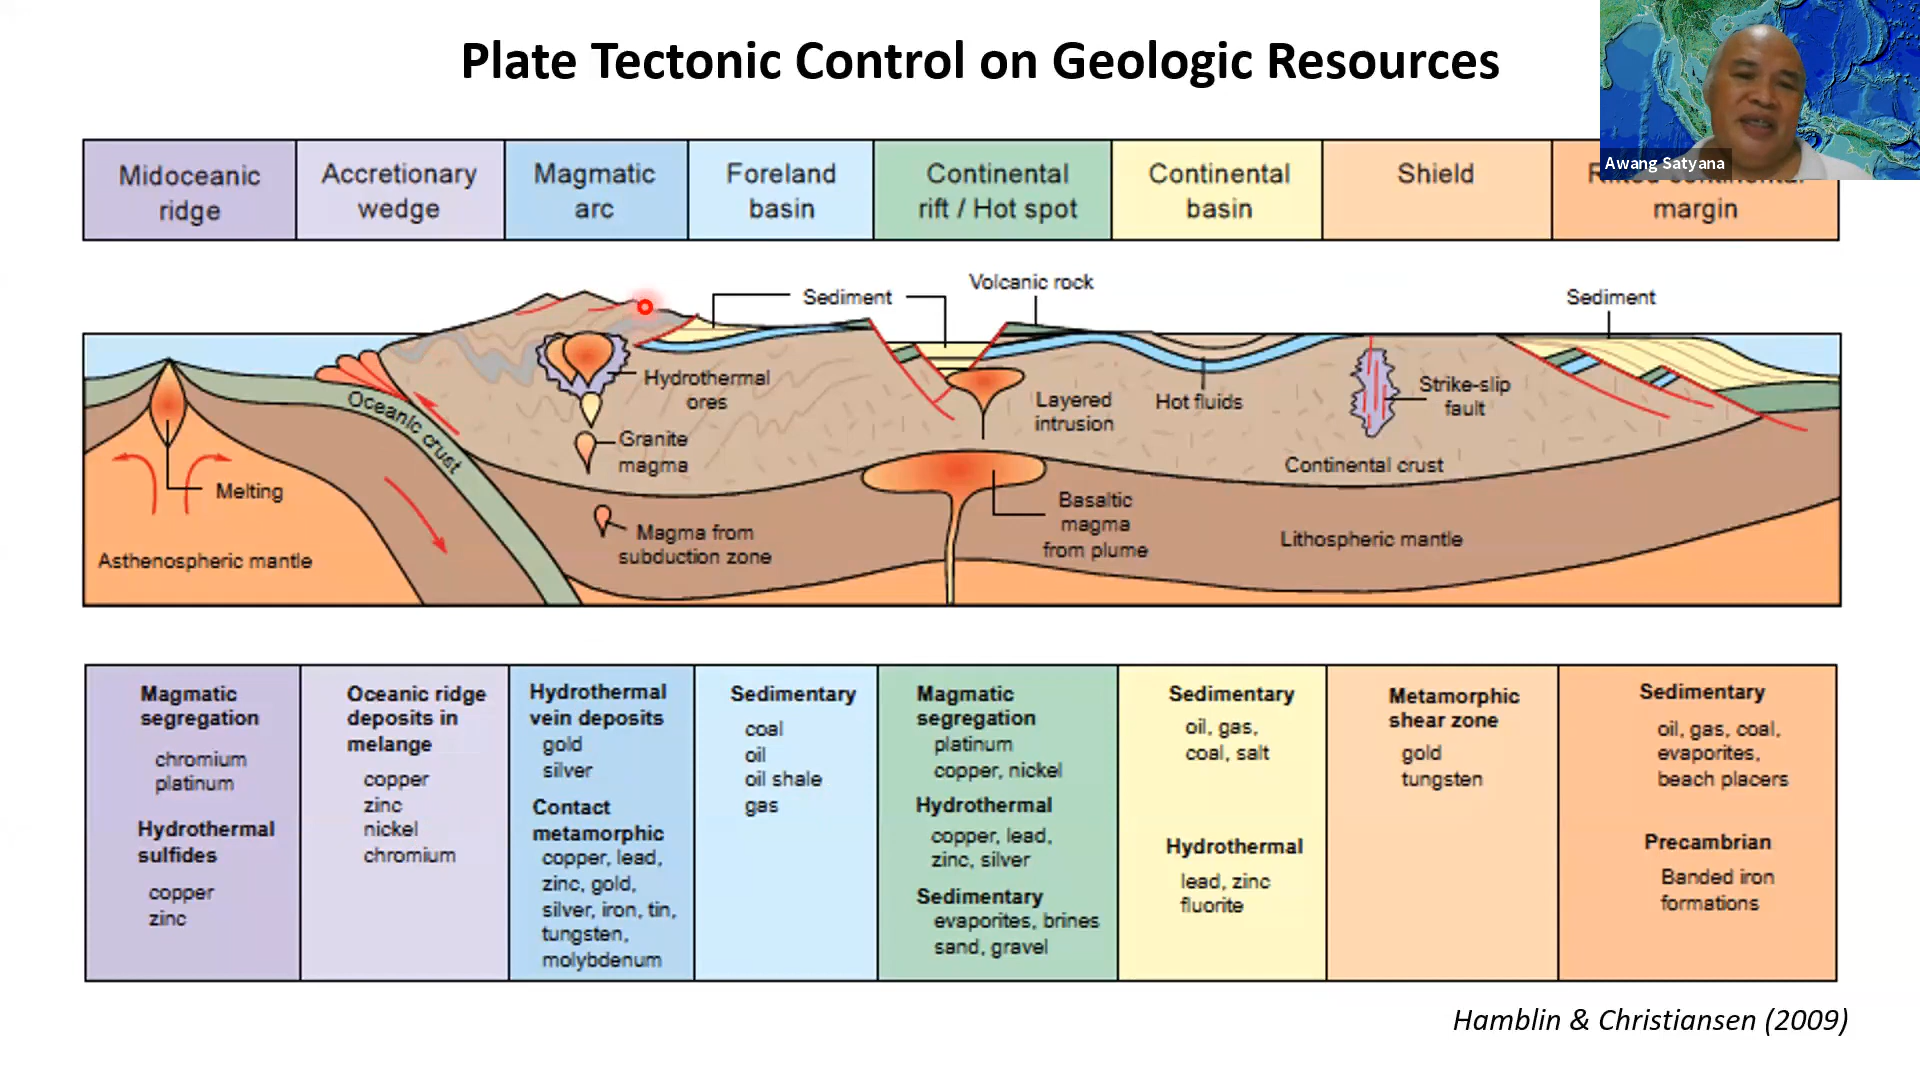 Plate Tectonic Control on Geologic Resources
Awang Satyana
Midoceanic
ridge
Accretionary
wedge
Magmatic
arc
Foreland
basin
Continental
rift / Hot spot
Continental
basin
Shield
continental
margin
Sediment
Volcanic rock
Sediment
Hydrothermal
ores
Granite
magma
Magma from
subduction zone
Oceanic crust
Melting
Asthenospheric mantle
Layered
intrusion
Basaltic
magma
from plume
Hot fluids
Strike-slip
fault
Continental crust
Lithospheric mantle
Magmatic
segregation
chromium
platinum
Hydrothermal
sulfides
copper
zinc
Oceanic ridge
deposits in
melange
copper
zinc
nickel
chromium
Hydrothermal
vein deposits
gold
silver
Contact
metamorphic
copper, lead,
zinc, gold,
silver, iron, tin,
tungsten,
molybdenum
Sedimentary
coal
oil
oil shale
gas
Magmatic
segregation
platinum
copper, nickel
Hydrothermal
copper, lead,
zinc, silver
Sedimentary
evaporites, brines
sand, gravel
Sedimentary
oil, gas,
coal, salt
Hydrothermal
lead, zinc
fluorite
Metamorphic
shear zone
gold
tungsten
Sedimentary
oil, gas, coal,
evaporites,
beach placers
Precambrian
Banded iron
formations
Hamblin & Christiansen (2009)